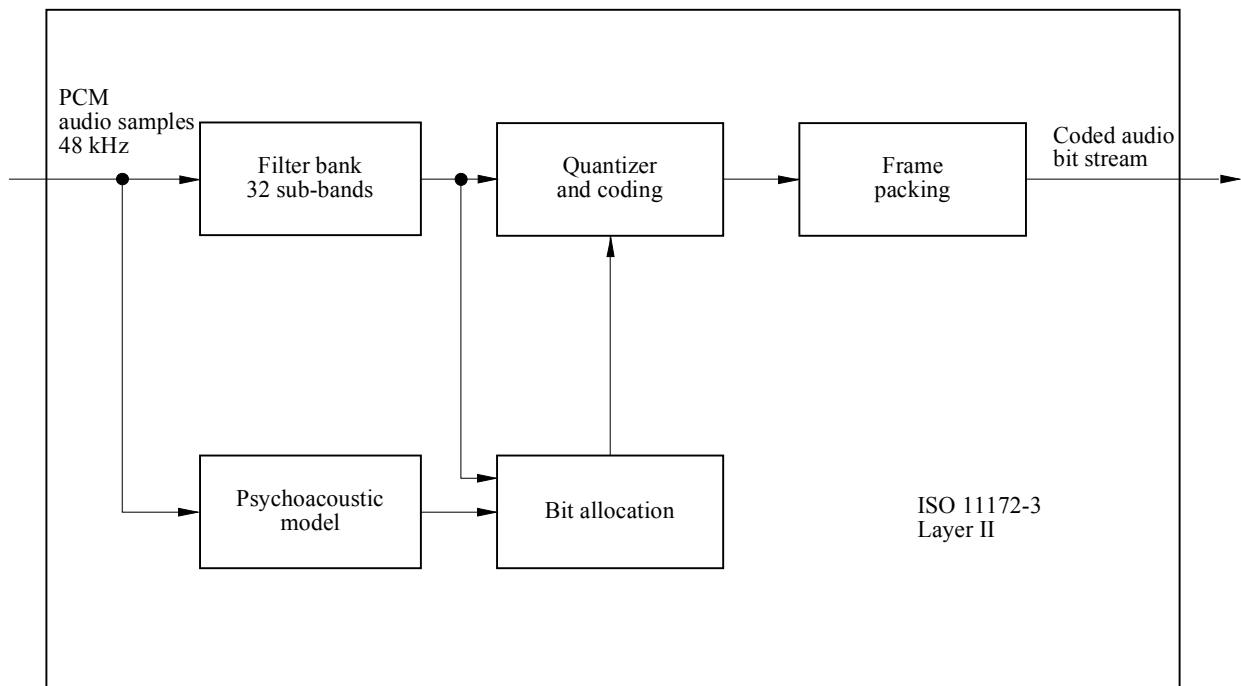 PCM
audio samples
48 kHz
Filter bank
32 sub-bands
Quantizer
and coding
Frame
packing
Coded audio
bit stream
Psychoacoustic
model
Bit allocation
ISO 11172-3
Layer II